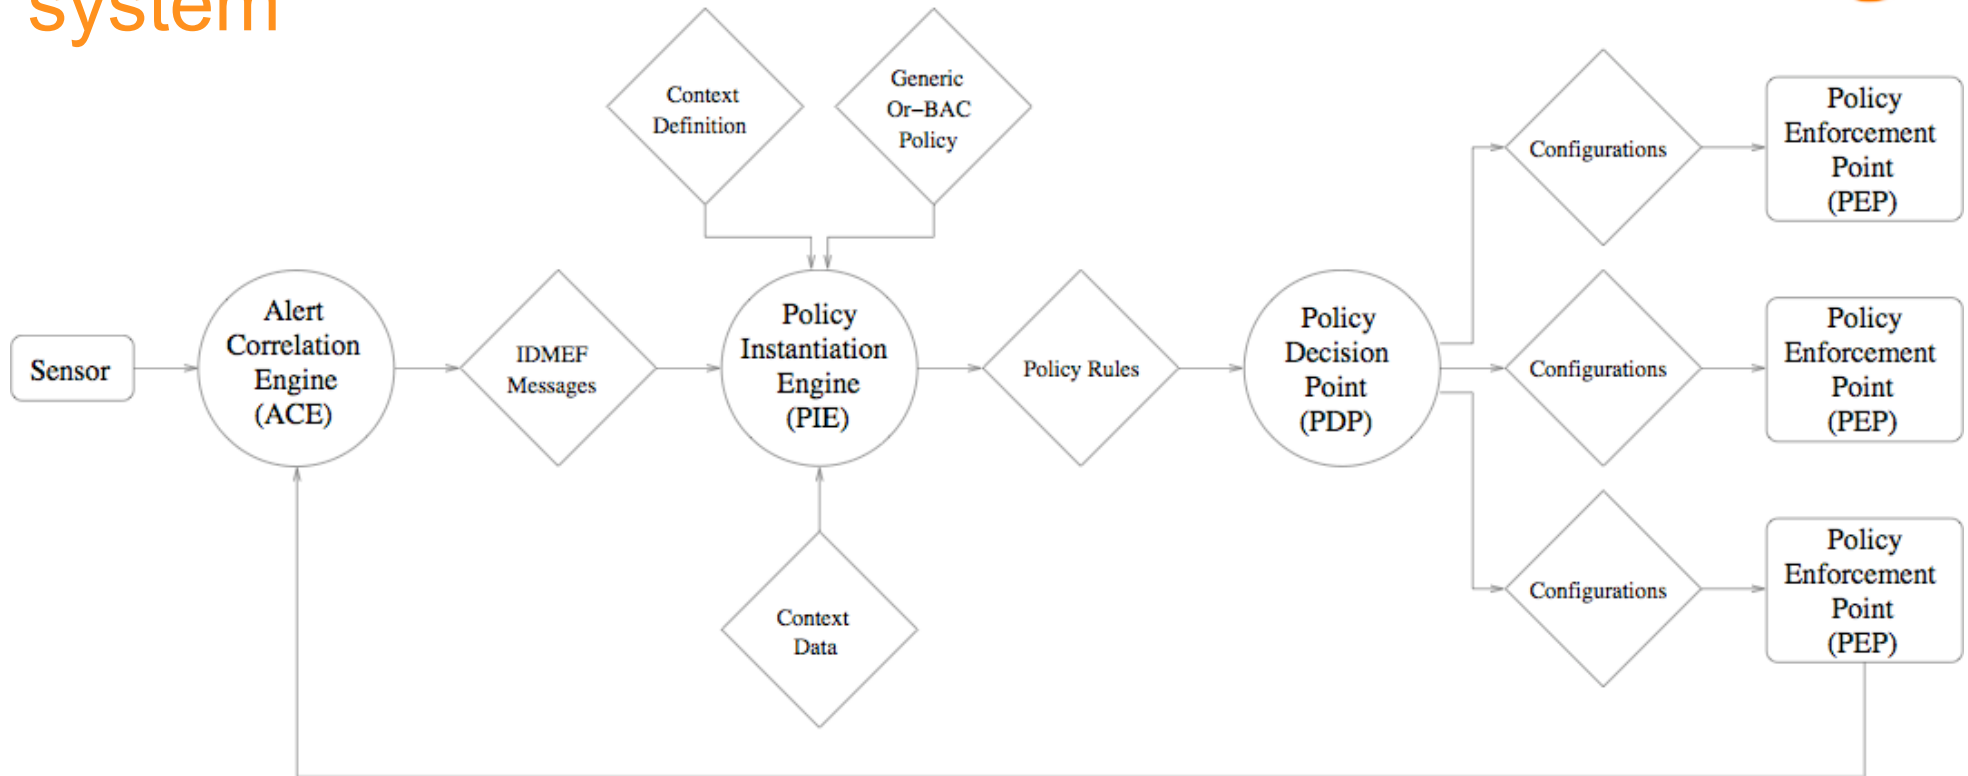 system
Context
Definition
Generic
Or−BAC
Policy
Sensor
Alert
Correlation
Engine
(ACE)
IDMEF
Messages
Policy
Instantiation
Engine
(PIE)
Context
Data
Policy Rules
Policy
Decision
Point
(PDP)
Configurations
Policy
Enforcement
Point
(PEP)
Configurations
Policy
Enforcement
Point
(PEP)
Configurations
Policy
Enforcement
Point
(PEP)